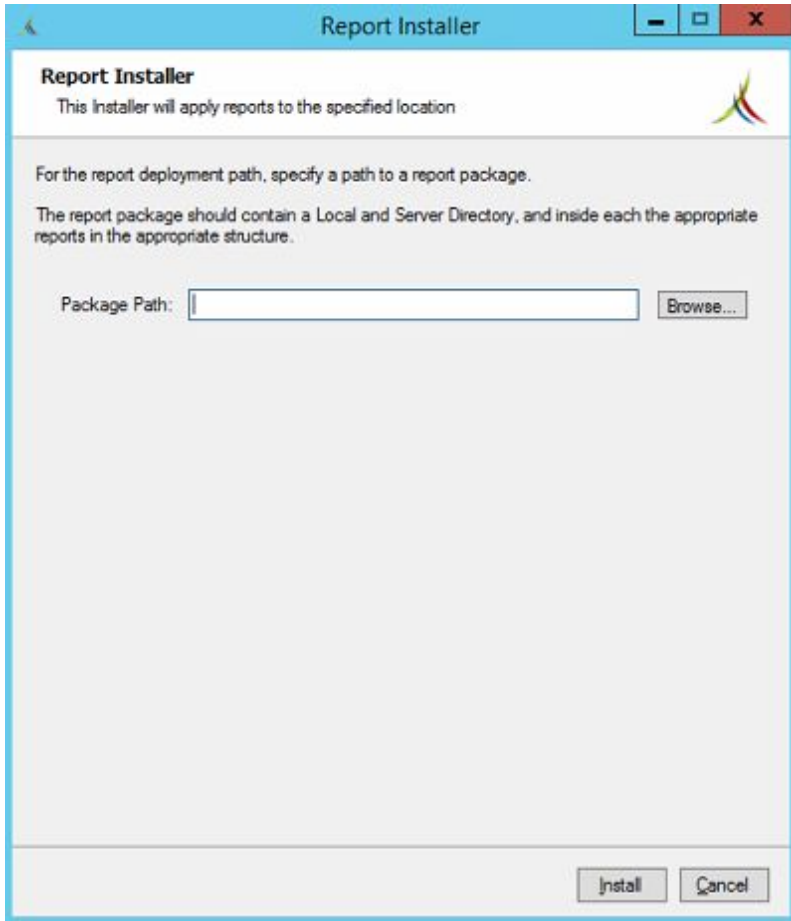 Report Installer
Report Installer
This Installer will apply reports to the specified location
For the report deployment path, specify a path to a report package.
The report package should contain a Local and Server Directory, and inside each the appropriate
reports in the appropriate structure.
Package Path: Browse...
Install Cancel